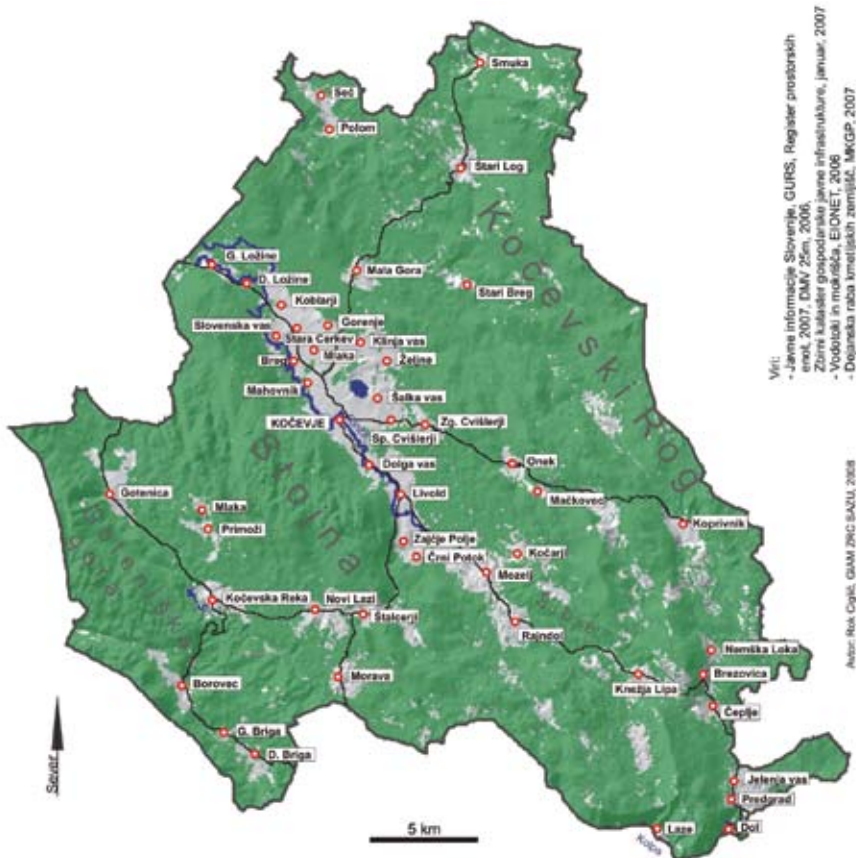 Smuka
Seč
Polom
Stari Log
Kočevski Rog
G. Ložine
D. Ložine
Mala Gora
Stari Breg
Koblarji
Gorenje
Slovenska vas
Stara Cerkev
Klinja vas
Mlaka
Željne
Breg
Mahovnik
Šalka vas
KOČEVJE
Zg. Cvišlerji
Sp. Cvišlerji
Stojna
Dolga vas
Onek
Gotenica
Livold
Mačkovec
Mlaka
Primoži
Koprivnik
Zajčje Polje
Črni Potok
Kočarji
Mozelj
Kočevska Reka
Novi Lazi
Štalcerji
Rajndol
Nemška Loka
Borovec
Morava
Knežja Lipa
Brezovica
Čeplje
G. Briga
D. Briga
Jelenja vas
Predgrad
Laze
Dol
Kolpa
Sever
5 km
Viri:
- Javne informacije Slovenije, GURS, Register prostorskih
enot, 2007, DMV 25m, 2006,
Zbirni kataster gospodarske javne infrastrukture, januar, 2007
- Vodotoki in mokrišča, EIONET, 2006
- Dejanska raba kmetijskih zemljišč, MKGP, 2007
Avtor: Rok Ciglič, GIAM ZRC SAZU, 2008